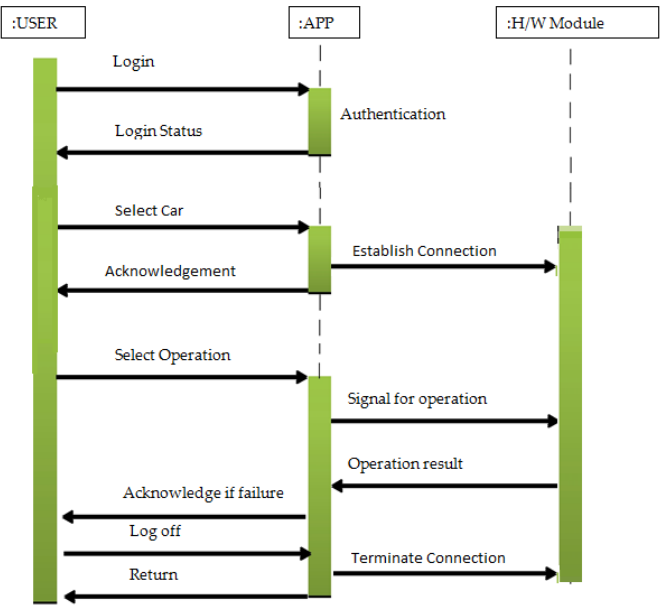 :USER
:APP
:H/W Module
Login
Authentication
Login Status
Select Car
Establish Connection
Acknowledgement
Select Operation
Signal for operation
Operation result
Acknowledge if failure
Log off
Terminate Connection
Return